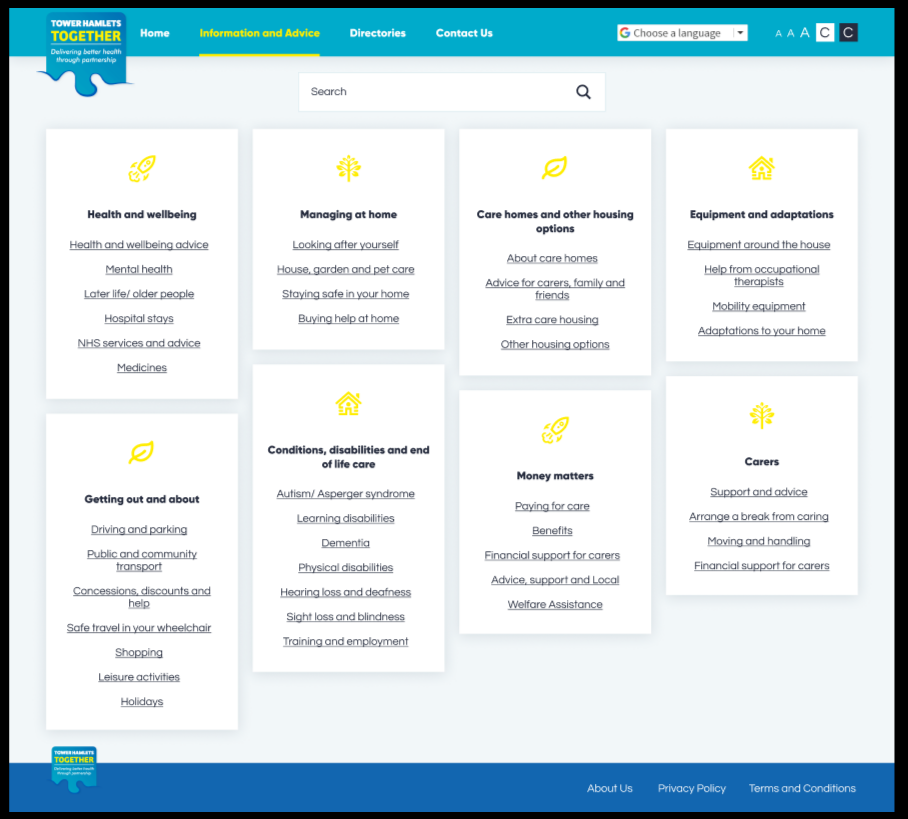 TOWER HAMLETS
TOGETHER
Delivering better health
through partnership
Home
Information and Advice
Directories
Contact Us
Choose a language
A A A C C
Search
Health and wellbeing
Health and wellbeing advice
Mental health
Later life/ older people
Hospital stays
NHS services and advice
Medicines
Managing at home
Looking after yourself
House, garden and pet care
Staying safe in your home
Buying help at home
Care homes and other housing
options
About care homes
Advice for carers, family and
friends
Extra care housing
Other housing options
Equipment and adaptations
Equipment around the house
Help from occupational
therapists
Mobility equipment
Adaptations to your home
Getting out and about
Driving and parking
Public and community
transport
Concessions, discounts and
help
Safe travel in your wheelchair
Shopping
Leisure activities
Holidays
Conditions, disabilities and end
of life care
Autism/ Asperger syndrome
Learning disabilities
Dementia
Physical disabilities
Hearing loss and deafness
Sight loss and blindness
Training and employment
Money matters
Paying for care
Benefits
Financial support for carers
Advice, support and Local
Welfare Assistance
Carers
Support and advice
Arrange a break from caring
Moving and handling
Financial support for carers
TOWER HAMLETS
TOGETHER
Delivering better health
through partnership
About Us
Privacy Policy
Terms and Conditions